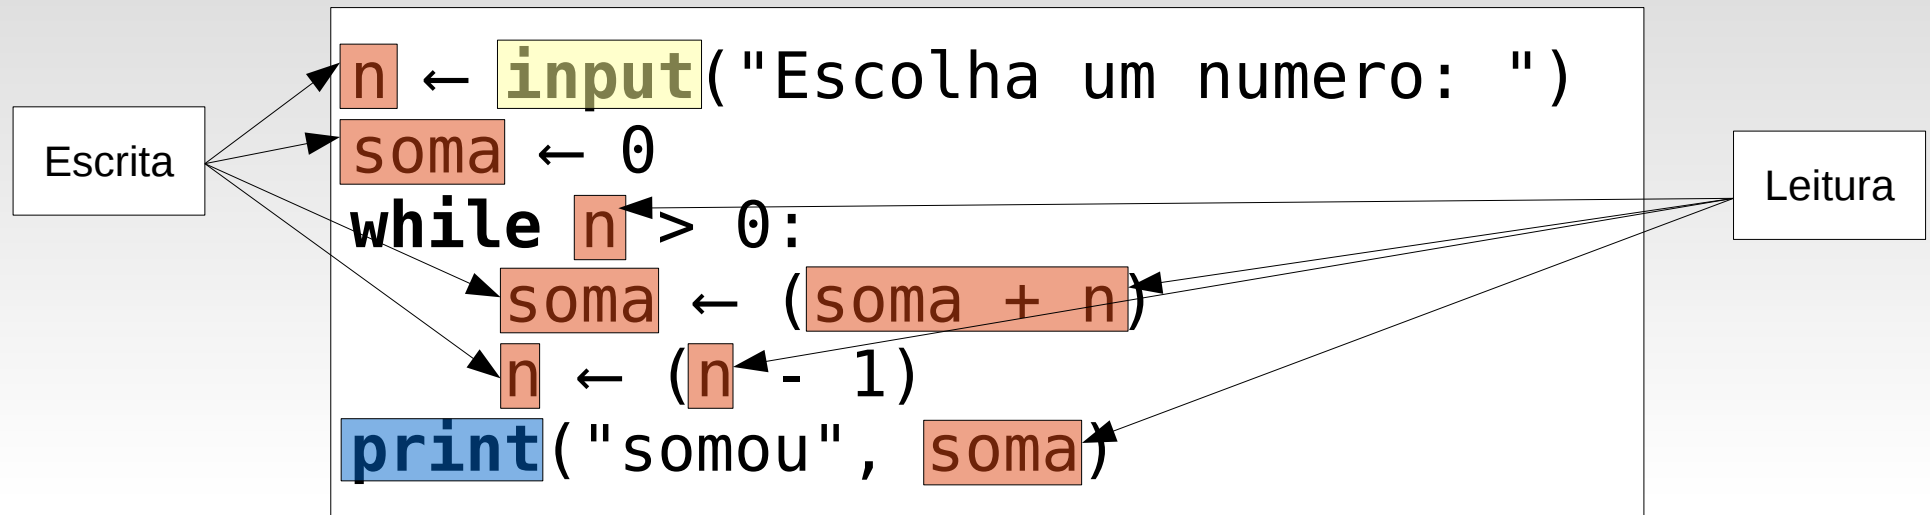 n ← input("Escolha um numero: ")
soma ← 0
while n > 0:
soma ← (soma + n)
n ← (n - 1)
print("somou", soma)
Escrita
Leitura